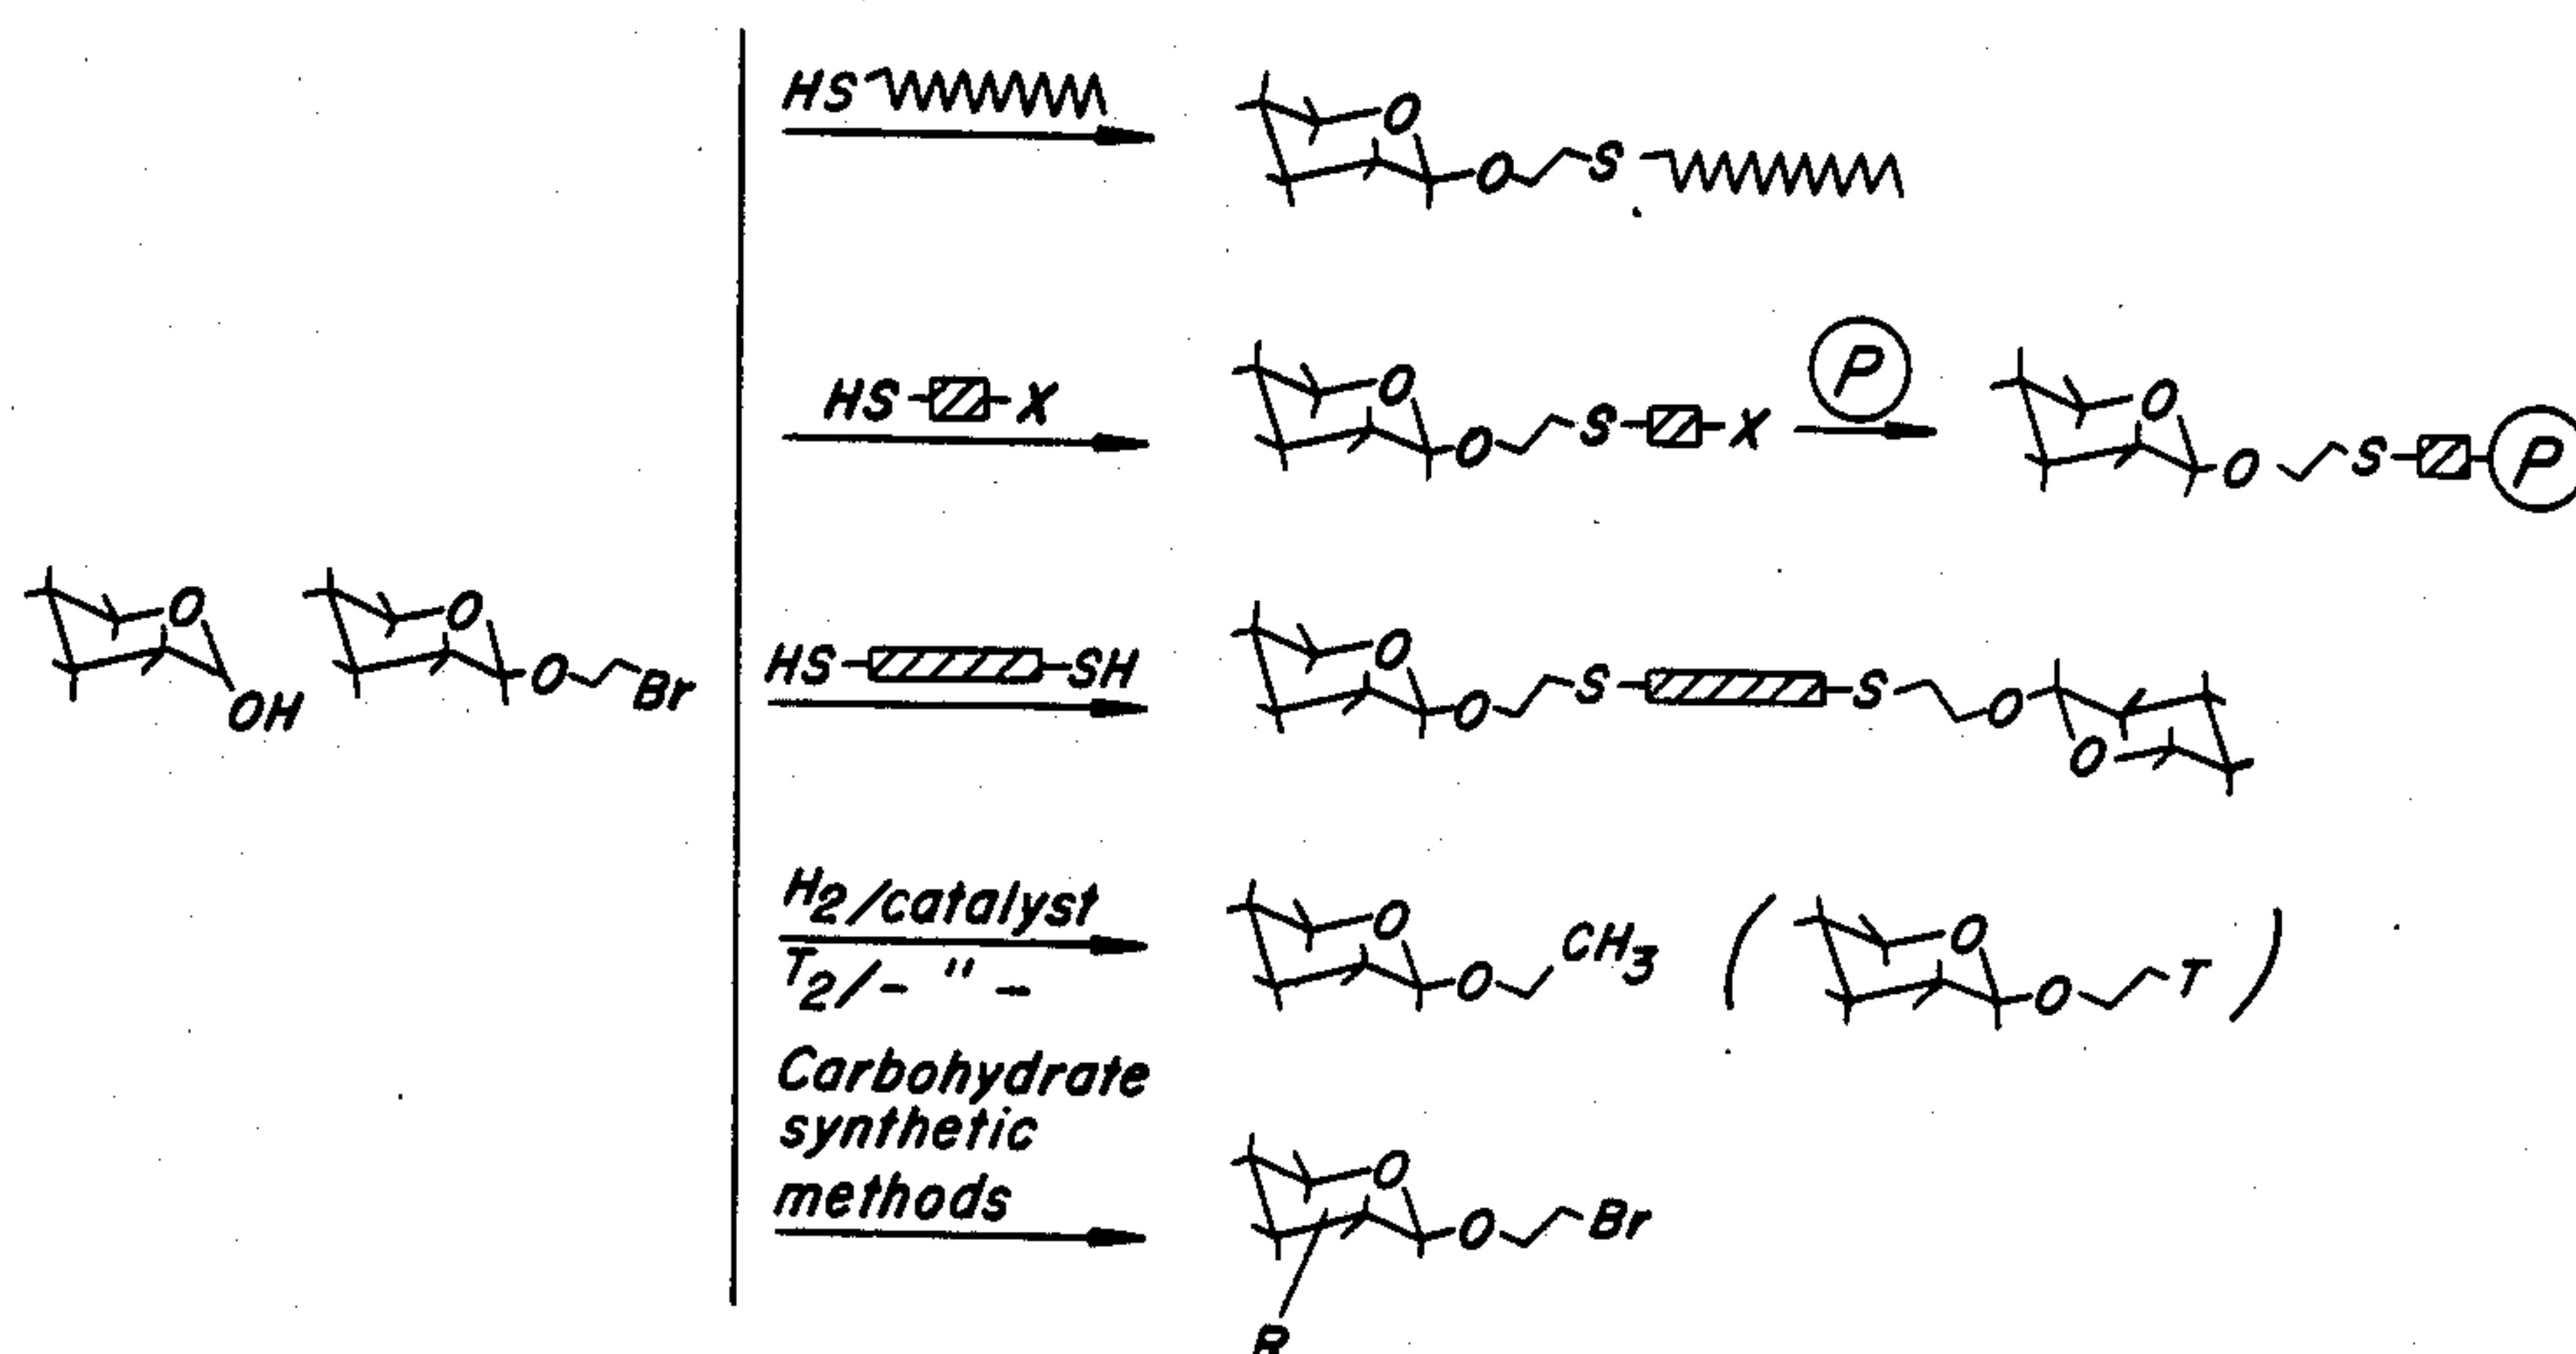 HS
O
O S
HS X
O
O S X
P
O
O S P
O
OH
O
O Br
HS SH
O
O S S O
O
H2/catalyst
T2/- " -
O
O CH3
( O
O T )
Carbohydrate
synthetic
methods
O
O Br
R